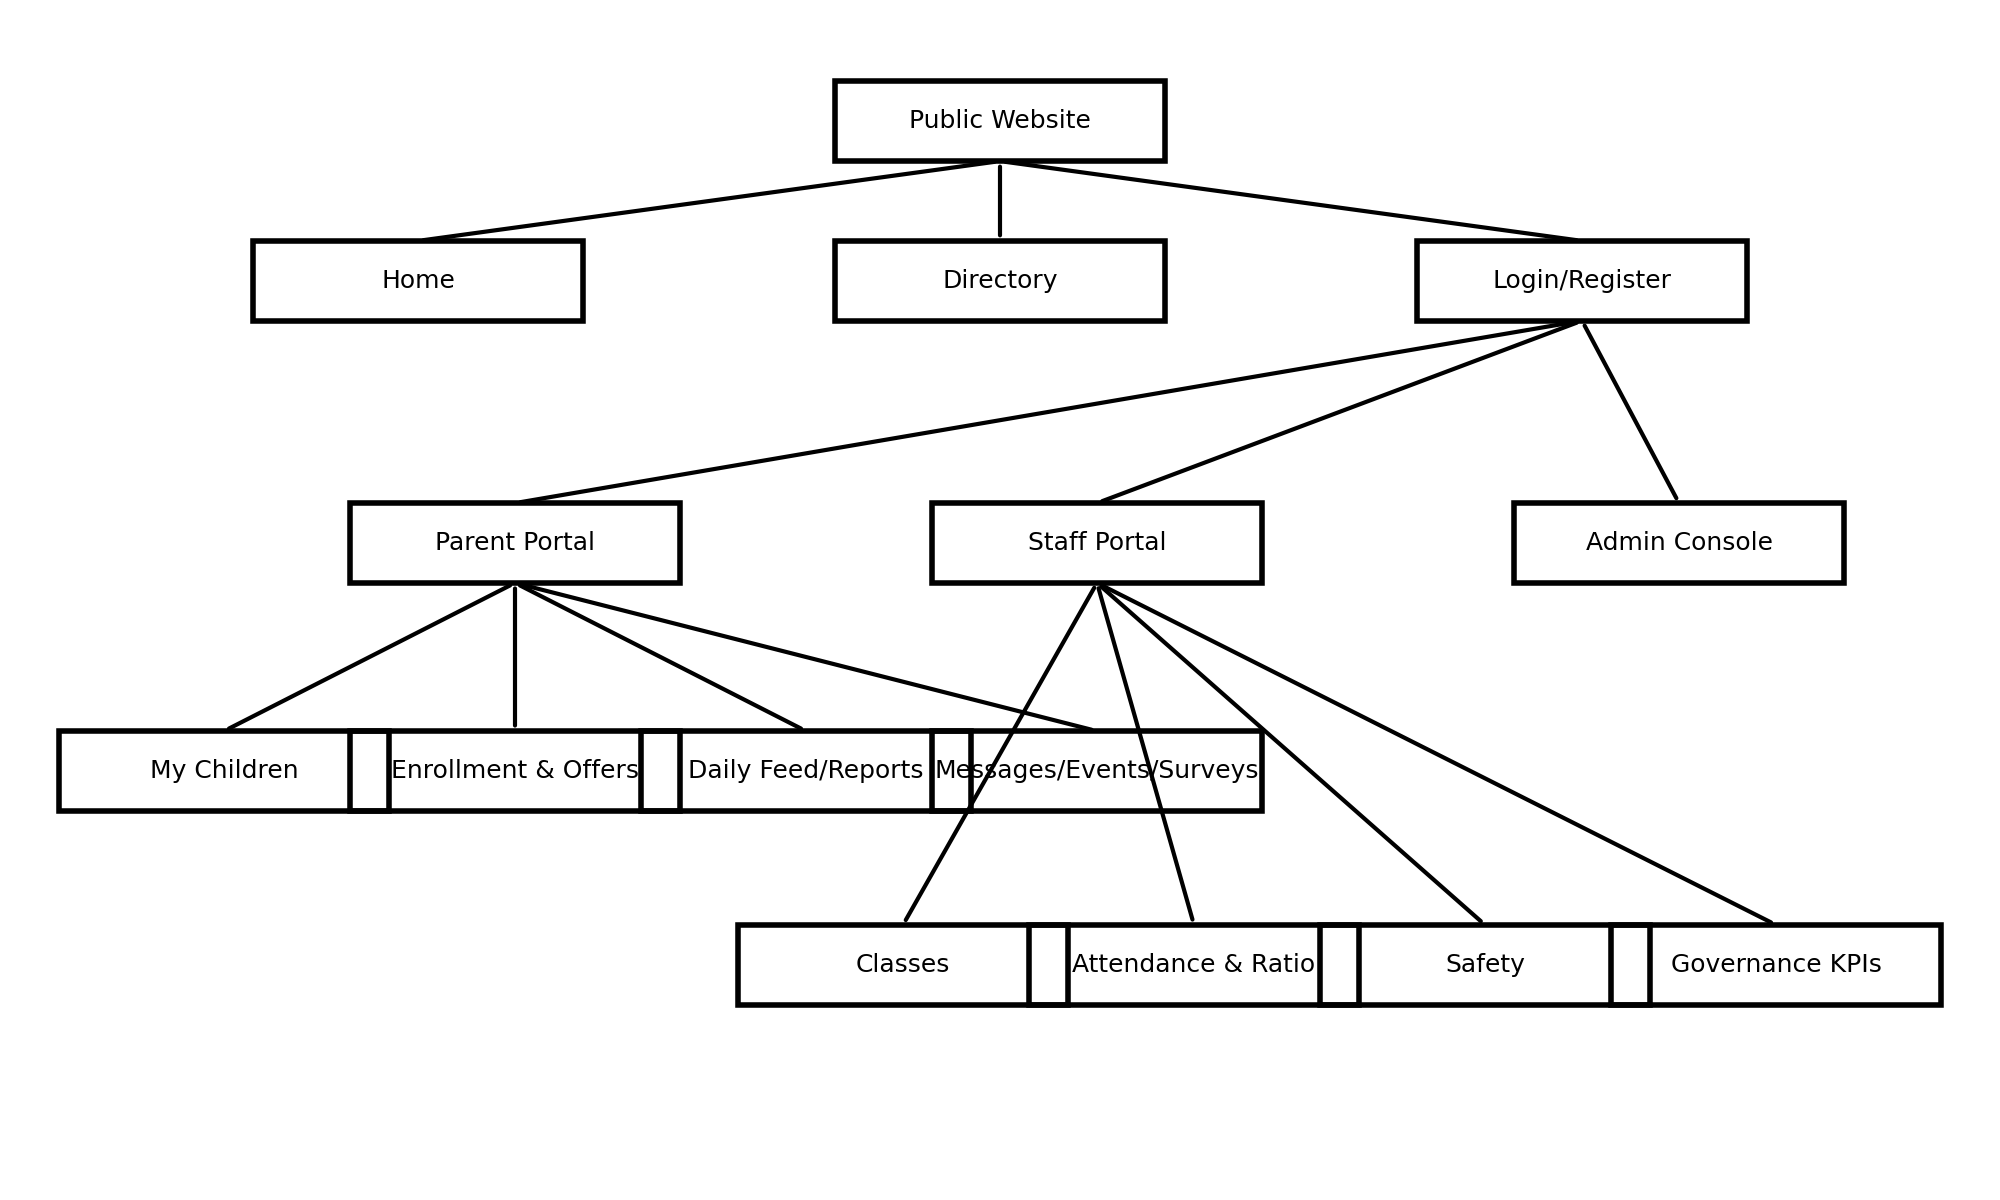 Public Website
Home
Directory
Login/Register
Parent Portal
Staff Portal
Admin Console
My Children
Enrollment & Offers
Daily Feed/Reports
Messages/Events/Surveys
Classes
Attendance & Ratio
Safety
Governance KPIs